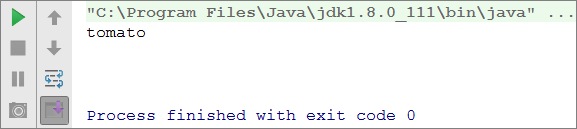 "C:\Program Files\Java\jdk1.8.0_111\bin\java" ...
tomato
Process finished with exit code 0